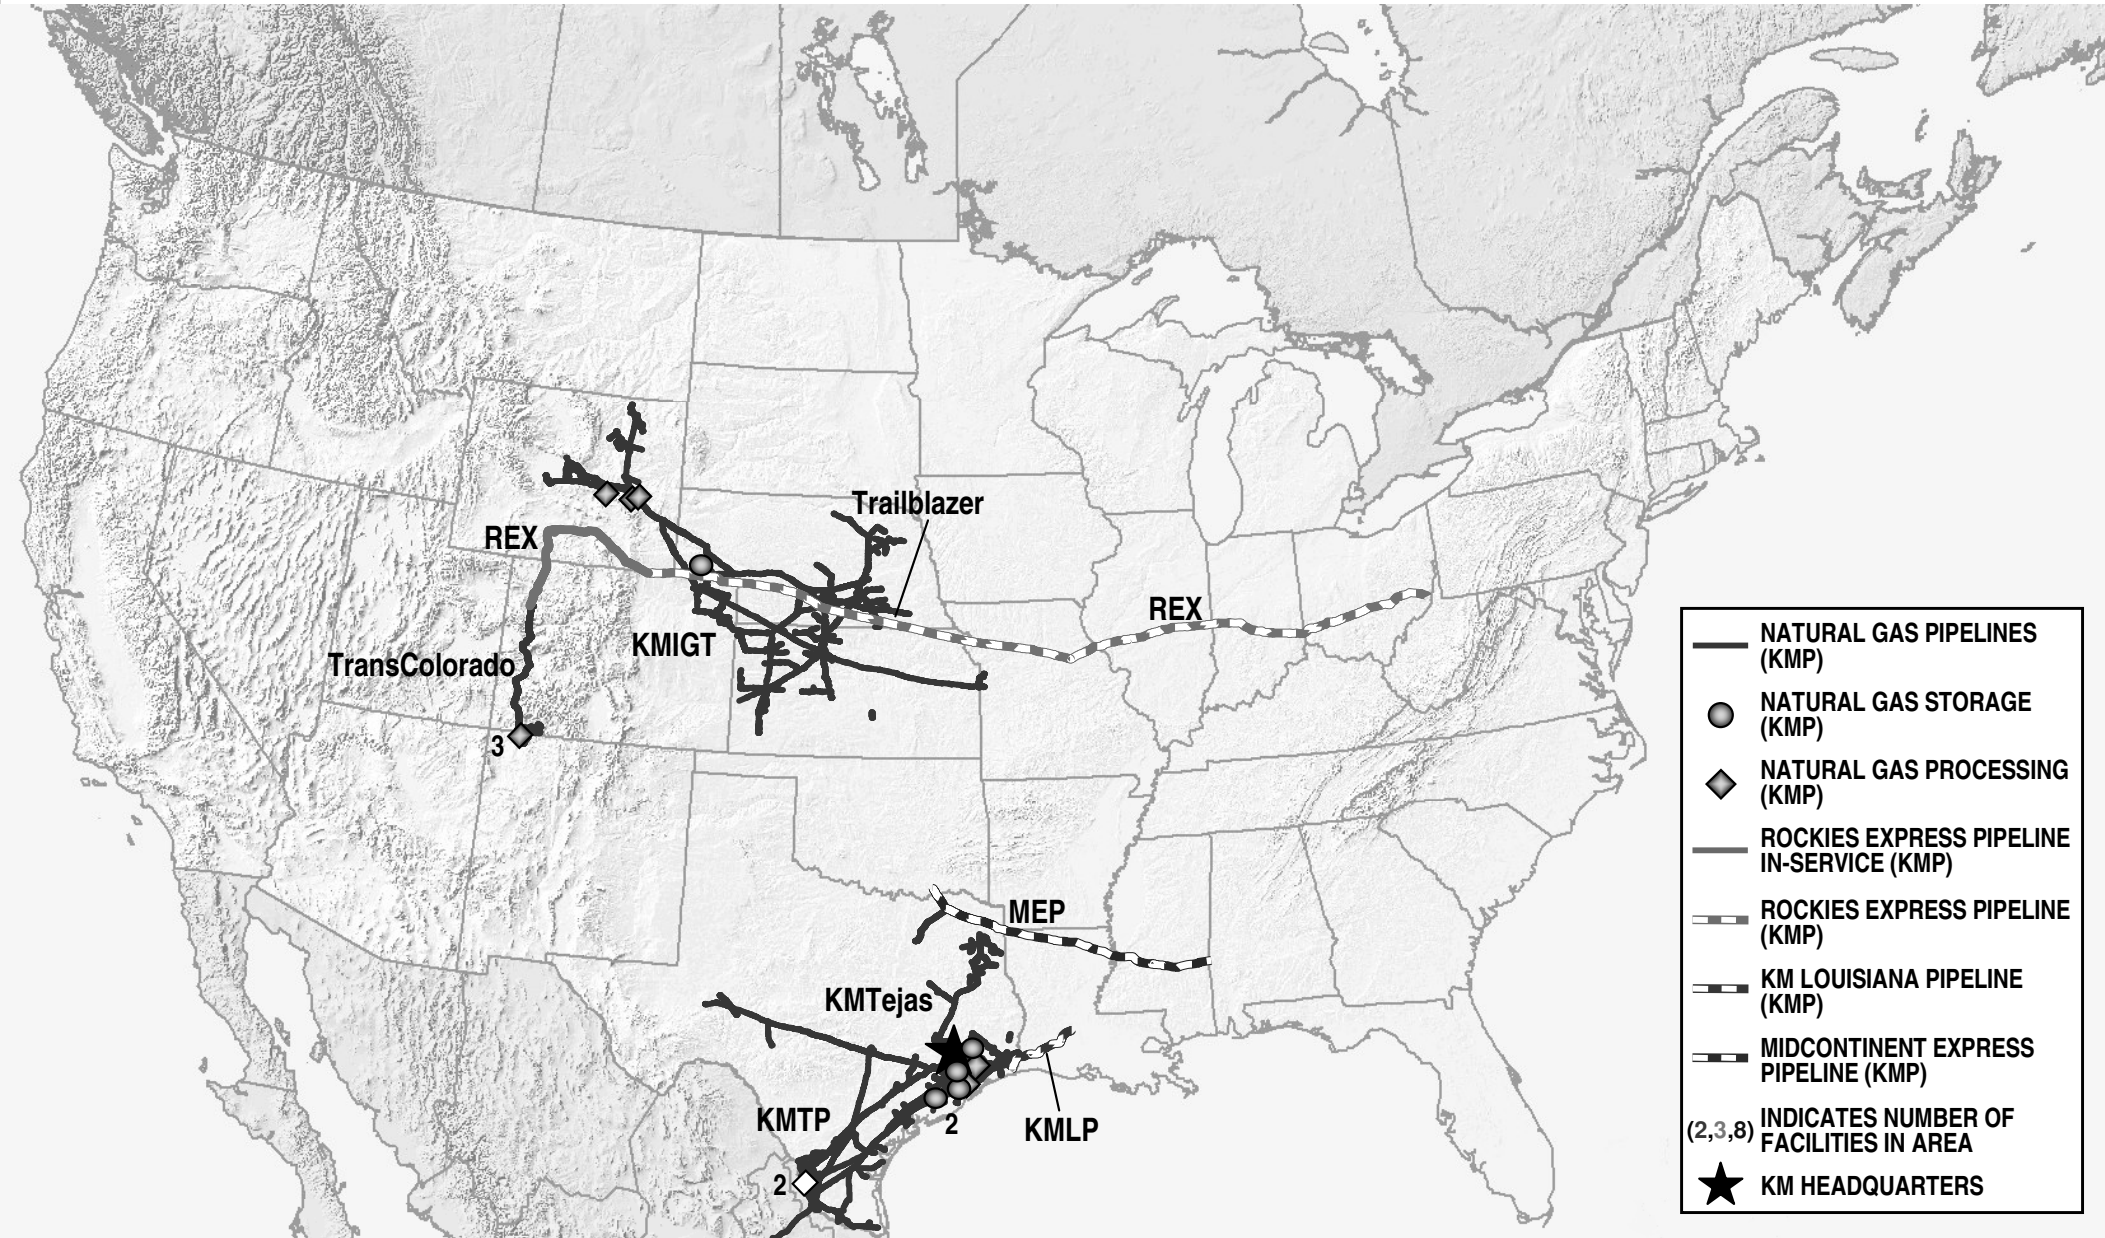 Trailblazer
REX
REX
KMIGT
TransColorado
3
MEP
KMTejas
KMTP
2
KMLP
2
NATURAL GAS PIPELINES
(KMP)
NATURAL GAS STORAGE
(KMP)
NATURAL GAS PROCESSING
(KMP)
ROCKIES EXPRESS PIPELINE
IN-SERVICE (KMP)
ROCKIES EXPRESS PIPELINE
(KMP)
KM LOUISIANA PIPELINE
(KMP)
MIDCONTINENT EXPRESS
PIPELINE (KMP)
(2,3,8) INDICATES NUMBER OF
FACILITIES IN AREA
KM HEADQUARTERS